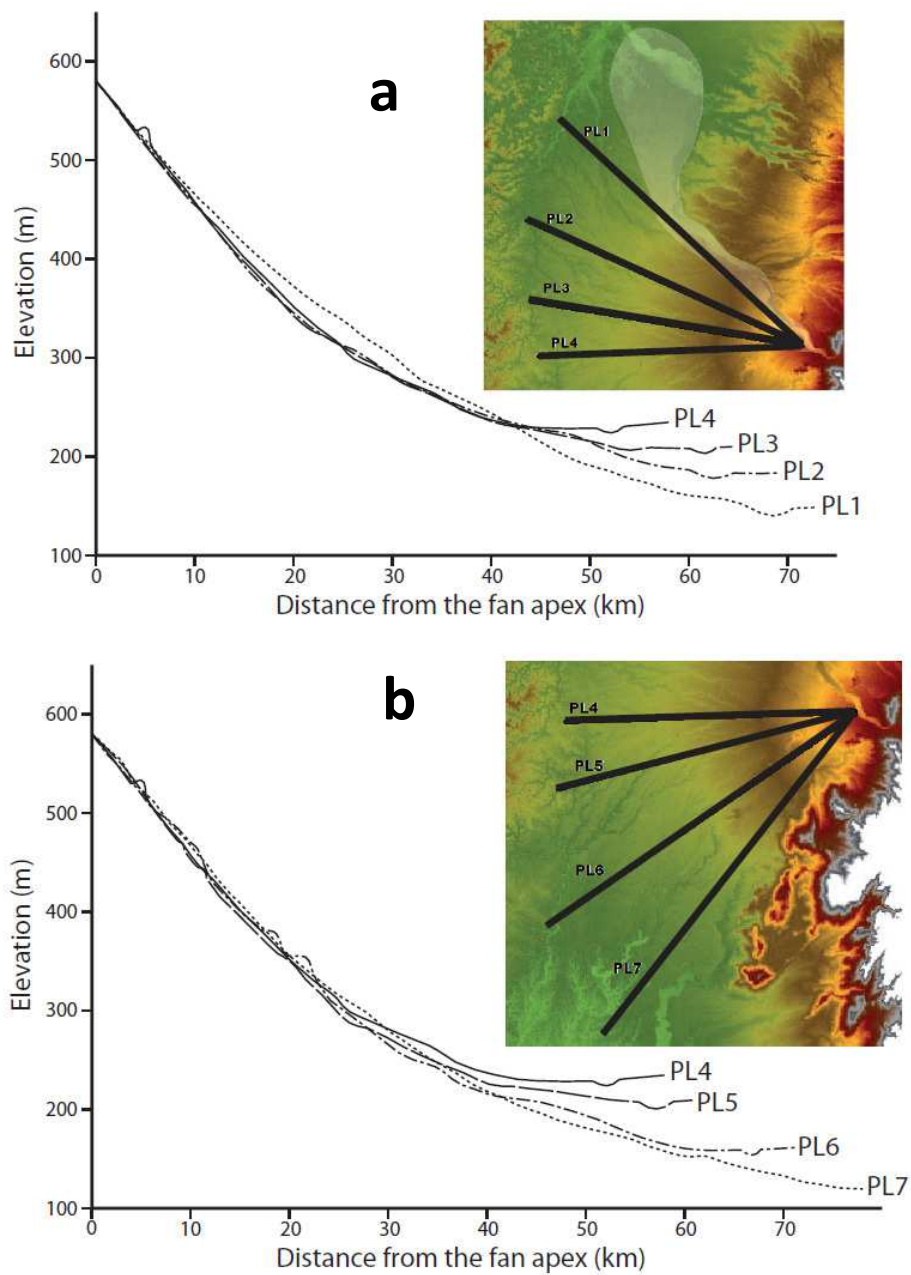 a
Elevation (m)
600
500
400
300
200
100
0
10
20
30
40
50
60
70
Distance from the fan apex (km)
PL4
PL3
PL2
PL1
PL1
PL2
PL3
PL4
b
Elevation (m)
600
500
400
300
200
100
0
10
20
30
40
50
60
70
Distance from the fan apex (km)
PL4
PL5
PL6
PL7
PL4
PL5
PL6
PL7